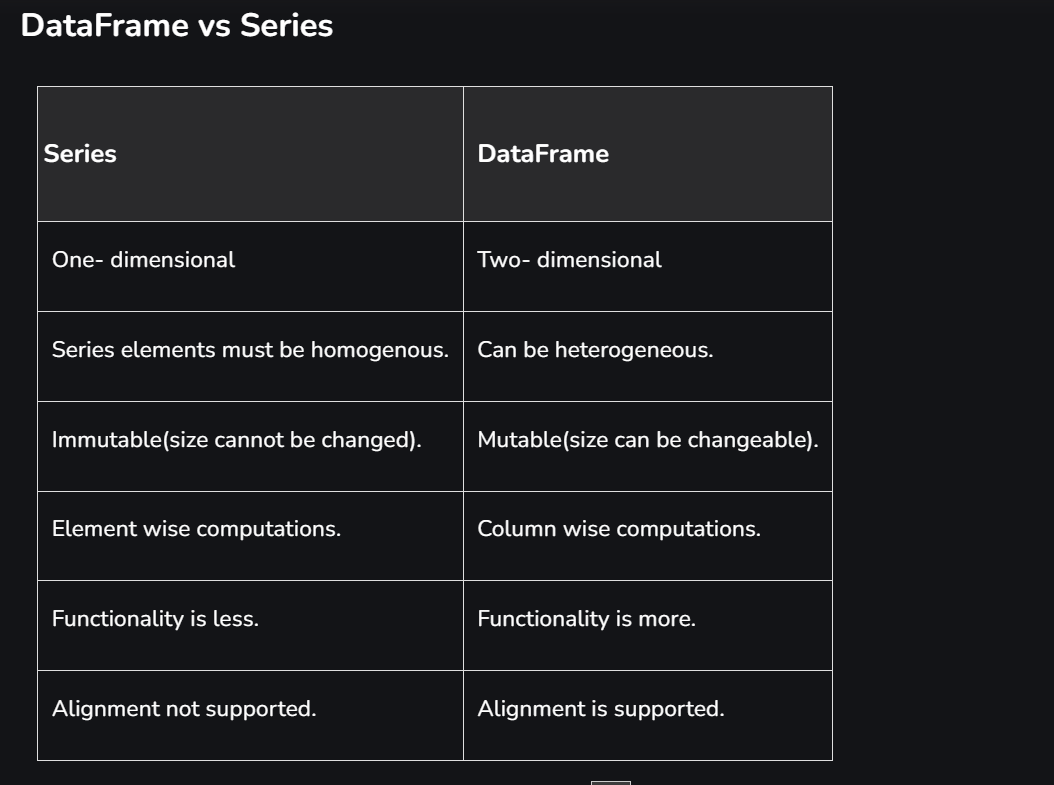 DataFrame vs Series
Series
DataFrame
One- dimensional
Two- dimensional
Series elements must be homogenous.
Can be heterogeneous.
Immutable(size cannot be changed).
Mutable(size can be changeable).
Element wise computations.
Column wise computations.
Functionality is less.
Functionality is more.
Alignment not supported.
Alignment is supported.